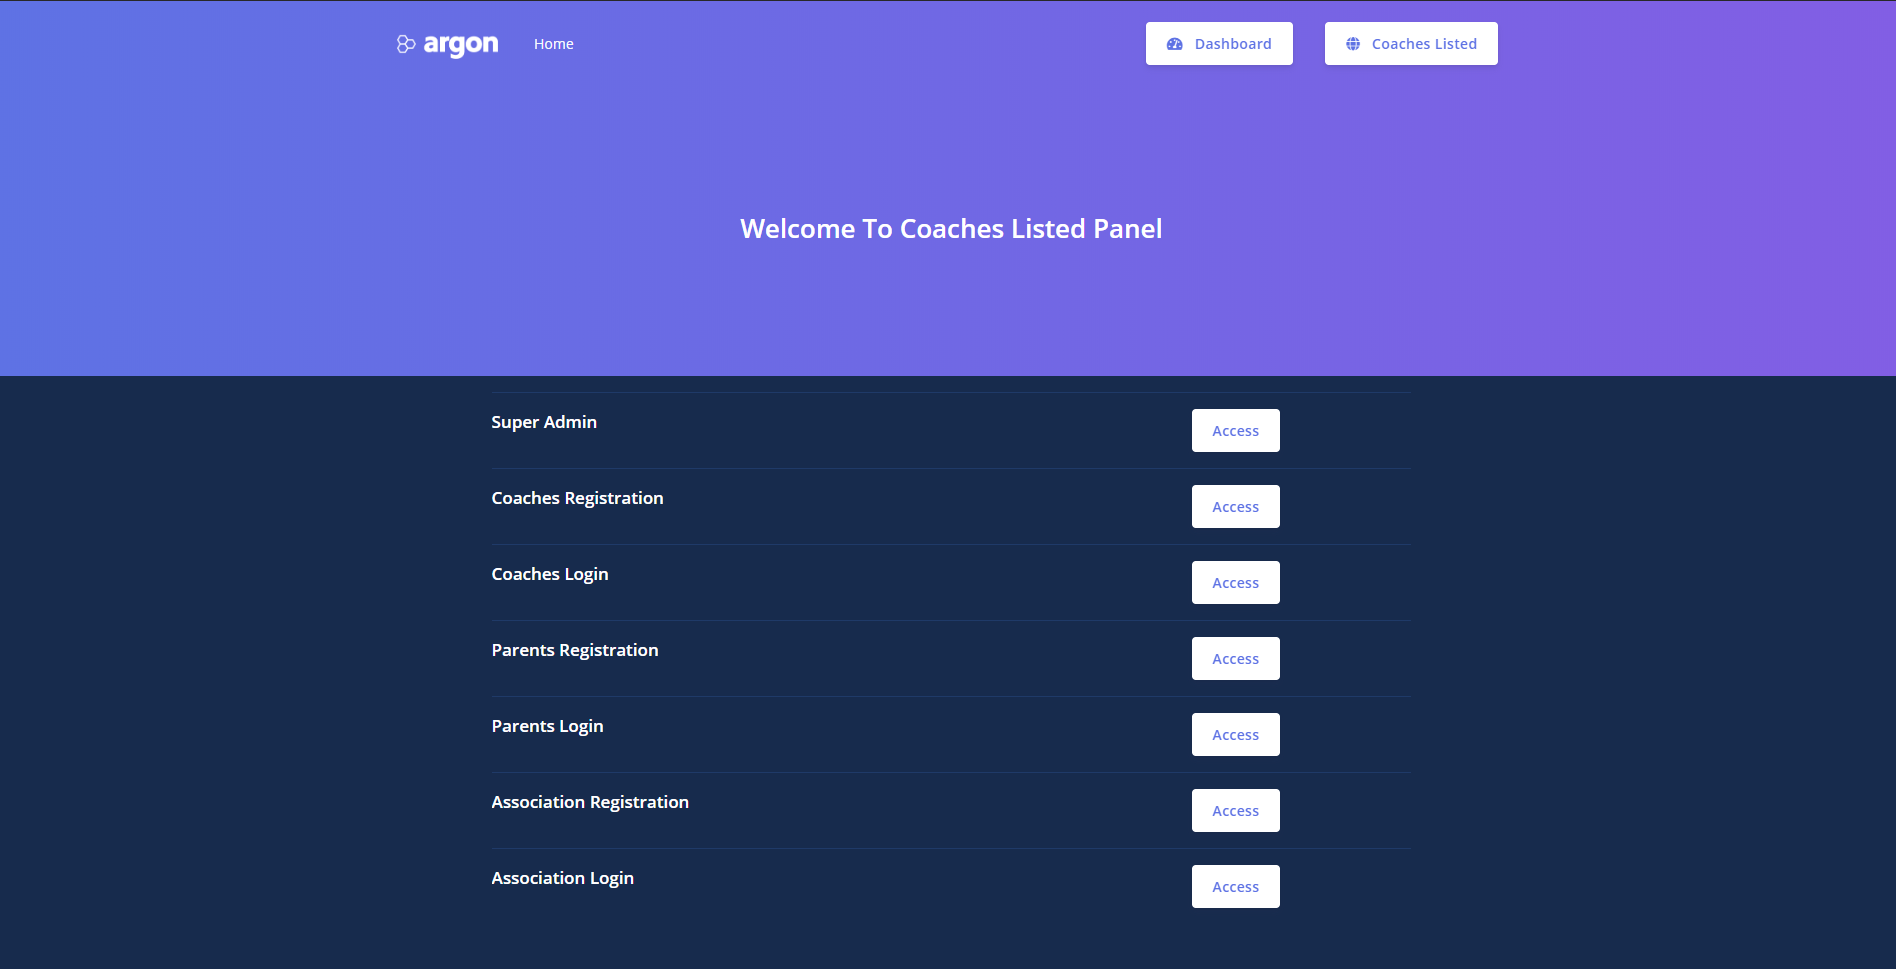 argon Home Dashboard Coaches Listed
Welcome To Coaches Listed Panel
Super Admin Access
Coaches Registration Access
Coaches Login Access
Parents Registration Access
Parents Login Access
Association Registration Access
Association Login Access